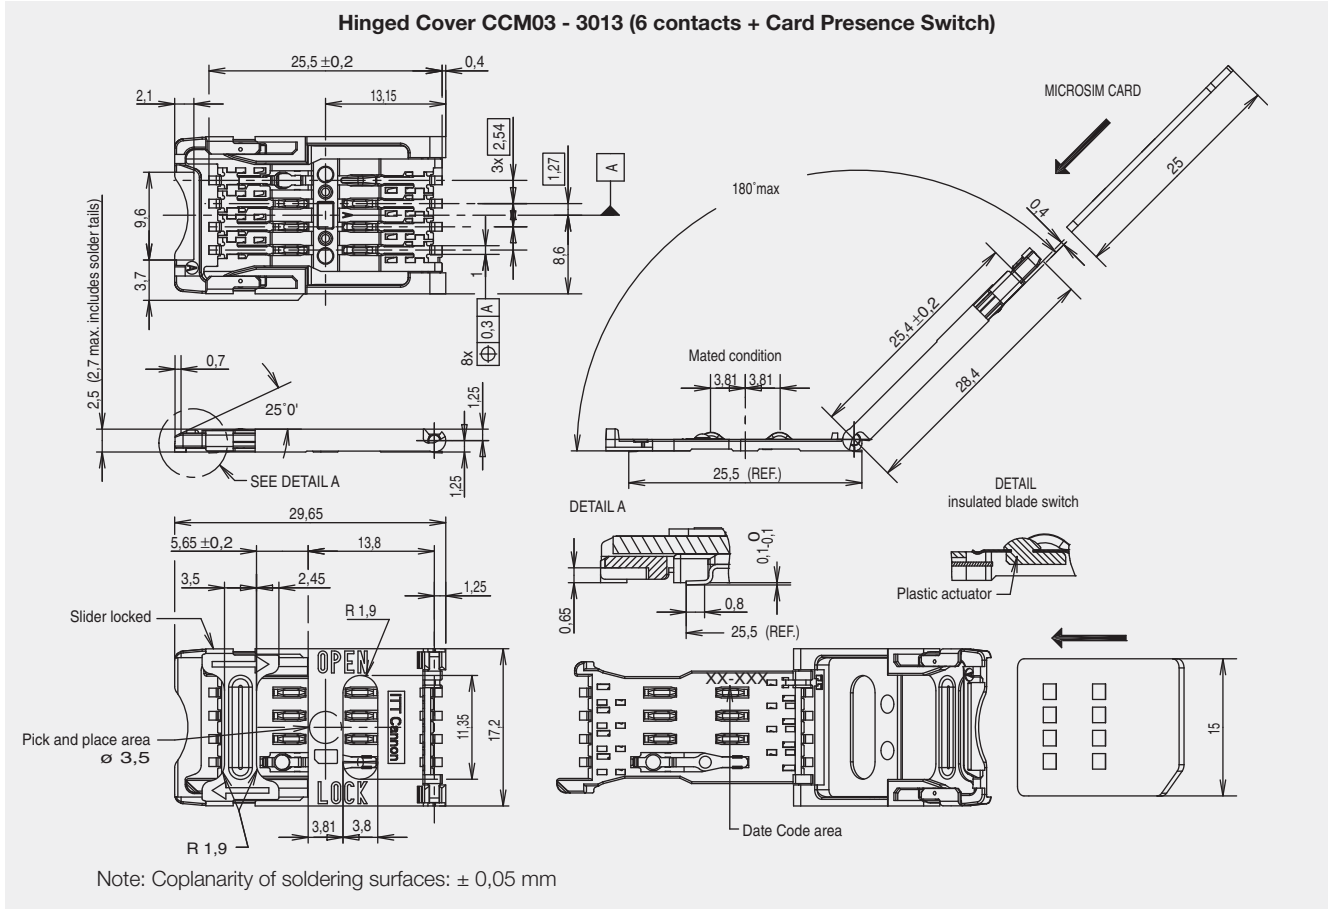 Hinged Cover CCM03 - 3013 (6 contacts + Card Presence Switch)
25,5 ±0,2
0,4
2,1
13,15
3x 2,54
1,27
A
9,6
3,7
8,6
1
8x ⌖ 0,3 A
A
A
MICROSIM CARD
25
180°max
0,4
25,4 ±0,2
28,4
Mated condition
3,81
3,81
25,5 (REF.)
2,5 (2,7 max. includes solder tails)
0,7
25°0'
1,25
1,25
SEE DETAIL A
DETAIL A
0,1 0 -0,1
0,65
0,8
25,5 (REF.)
DETAIL
insulated blade switch
Plastic actuator
29,65
5,65 ±0,2
13,8
3,5
2,45
1,25
Slider locked
R 1,9
OPEN
ITT Cannon
11,35
17,2
Pick and place area
ø 3,5
LOCK
3,81
3,8
R 1,9
XX-XXX
Date Code area
15
Note: Coplanarity of soldering surfaces: ± 0,05 mm